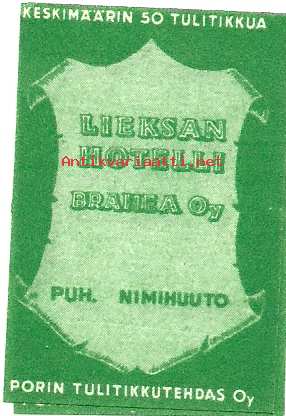 KESKIMÄÄRIN 50 TULITIKKUA
LIEKSAN
HOTELLI
Antikvariaatti.net
BRAHEA Oy
PUH. NIMIHUUTO
PORIN TULITIKKUTEHDAS Oy